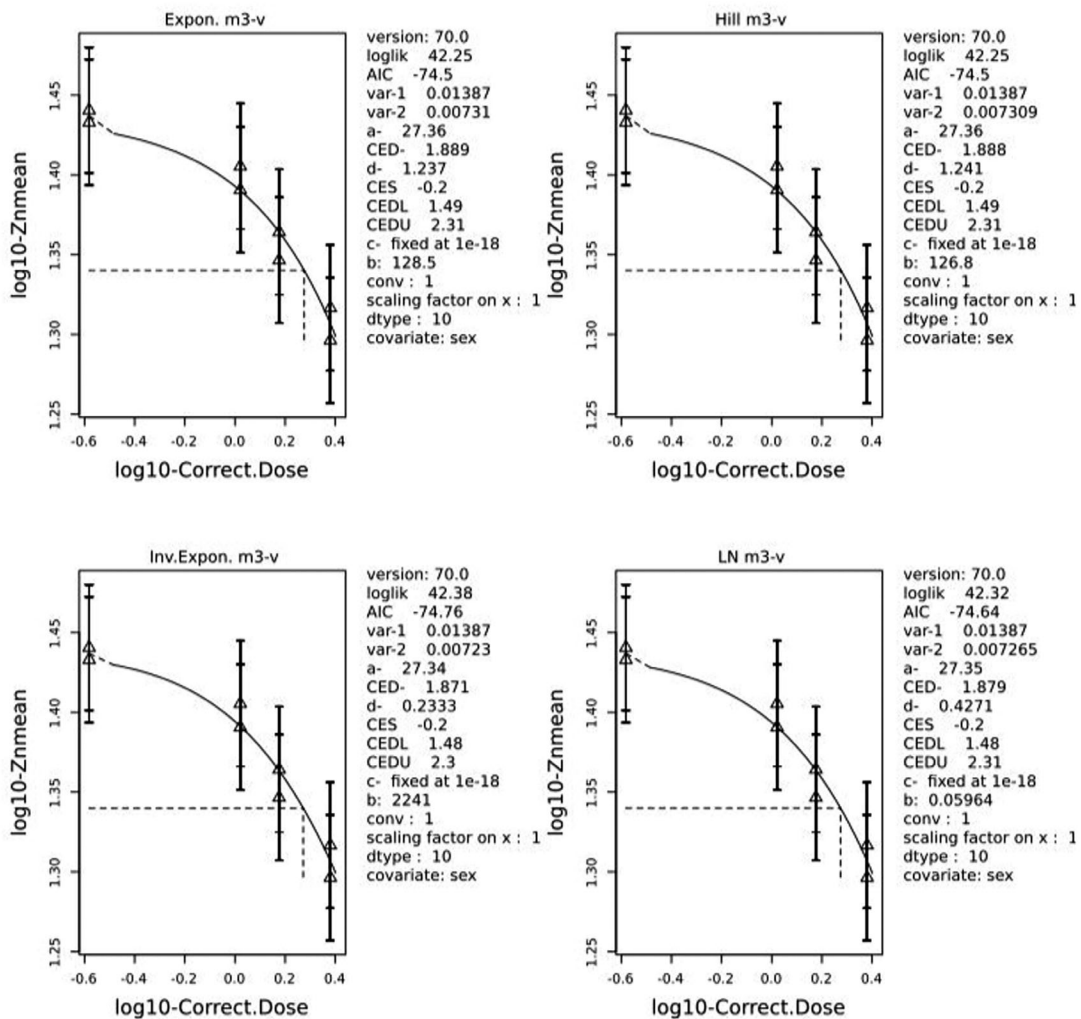 Expon. m3-v
log10-Znmean
1.45
1.40
1.35
1.30
1.25
-0.6 -0.4 -0.2 0.0 0.2 0.4
log10-Correct.Dose
version: 70.0
loglik 42.25
AIC -74.5
var-1 0.01387
var-2 0.00731
a- 27.36
CED- 1.889
d- 1.237
CES -0.2
CEDL 1.49
CEDU 2.31
c- fixed at 1e-18
b: 128.5
conv : 1
scaling factor on x : 1
dtype : 10
covariate: sex
Hill m3-v
log10-Znmean
1.45
1.40
1.35
1.30
1.25
-0.6 -0.4 -0.2 0.0 0.2 0.4
log10-Correct.Dose
version: 70.0
loglik 42.25
AIC -74.5
var-1 0.01387
var-2 0.007309
a- 27.36
CED- 1.888
d- 1.241
CES -0.2
CEDL 1.49
CEDU 2.31
c- fixed at 1e-18
b: 126.8
conv : 1
scaling factor on x : 1
dtype : 10
covariate: sex
Inv.Expon. m3-v
log10-Znmean
1.45
1.40
1.35
1.30
1.25
-0.6 -0.4 -0.2 0.0 0.2 0.4
log10-Correct.Dose
version: 70.0
loglik 42.38
AIC -74.76
var-1 0.01387
var-2 0.00723
a- 27.34
CED- 1.871
d- 0.2333
CES -0.2
CEDL 1.48
CEDU 2.3
c- fixed at 1e-18
b: 2241
conv : 1
scaling factor on x : 1
dtype : 10
covariate: sex
LN m3-v
log10-Znmean
1.45
1.40
1.35
1.30
1.25
-0.6 -0.4 -0.2 0.0 0.2 0.4
log10-Correct.Dose
version: 70.0
loglik 42.32
AIC -74.64
var-1 0.01387
var-2 0.007265
a- 27.35
CED- 1.879
d- 0.4271
CES -0.2
CEDL 1.48
CEDU 2.31
c- fixed at 1e-18
b: 0.05964
conv : 1
scaling factor on x : 1
dtype : 10
covariate: sex